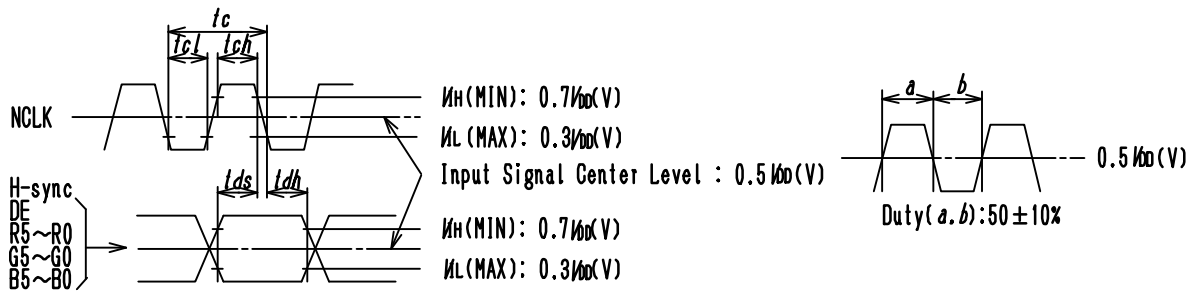 tc
tcl tch
NCLK
VIH(MIN): 0.7VDD(V)
VIL(MAX): 0.3VDD(V)
Input Signal Center Level : 0.5VDD(V)
tds tdh
H-sync
DE
R5～R0
G5～G0
B5～B0
VIH(MIN): 0.7VDD(V)
VIL(MAX): 0.3VDD(V)
a b
0.5VDD(V)
Duty(a.b):50±10%